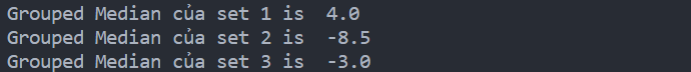 Grouped Median của set 1 is  4.0
Grouped Median của set 2 is  -8.5
Grouped Median của set 3 is  -3.0